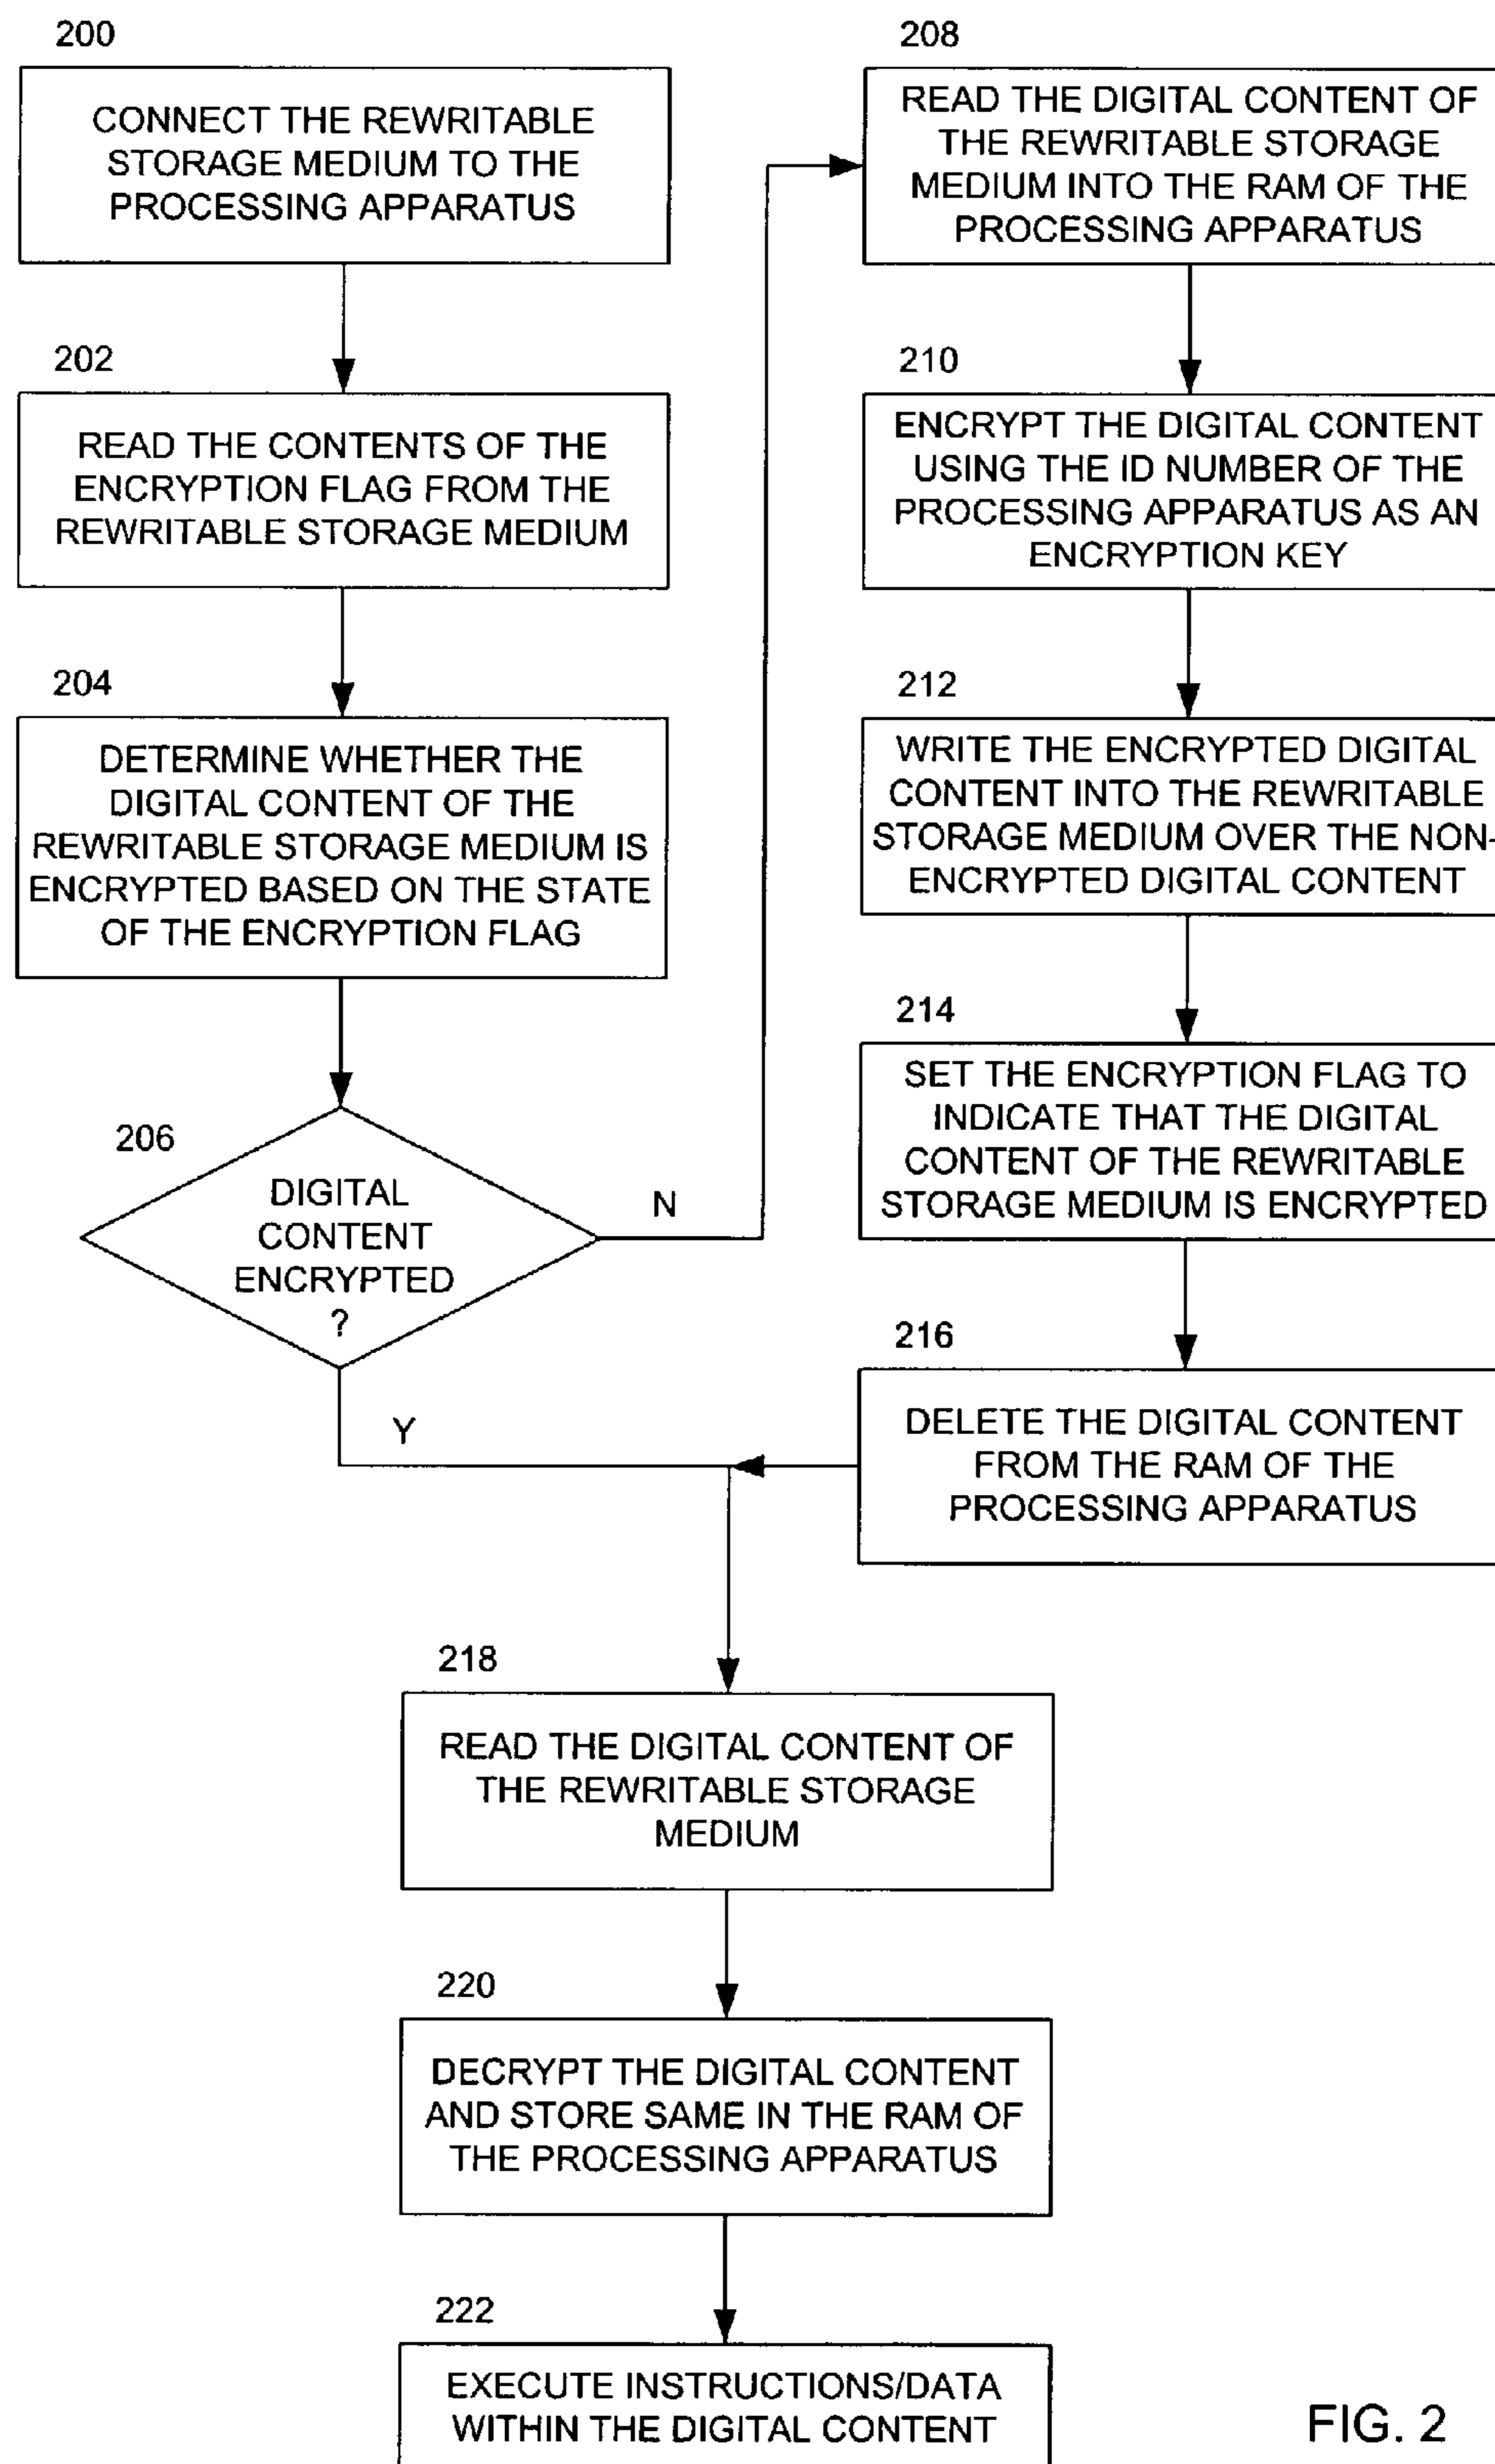 200
CONNECT THE REWRITABLE
STORAGE MEDIUM TO THE
PROCESSING APPARATUS
202
READ THE CONTENTS OF THE
ENCRYPTION FLAG FROM THE
REWRITABLE STORAGE MEDIUM
204
DETERMINE WHETHER THE
DIGITAL CONTENT OF THE
REWRITABLE STORAGE MEDIUM IS
ENCRYPTED BASED ON THE STATE
OF THE ENCRYPTION FLAG
206
DIGITAL
CONTENT
ENCRYPTED
?
N
Y
208
READ THE DIGITAL CONTENT OF
THE REWRITABLE STORAGE
MEDIUM INTO THE RAM OF THE
PROCESSING APPARATUS
210
ENCRYPT THE DIGITAL CONTENT
USING THE ID NUMBER OF THE
PROCESSING APPARATUS AS AN
ENCRYPTION KEY
212
WRITE THE ENCRYPTED DIGITAL
CONTENT INTO THE REWRITABLE
STORAGE MEDIUM OVER THE NON-
ENCRYPTED DIGITAL CONTENT
214
SET THE ENCRYPTION FLAG TO
INDICATE THAT THE DIGITAL
CONTENT OF THE REWRITABLE
STORAGE MEDIUM IS ENCRYPTED
216
DELETE THE DIGITAL CONTENT
FROM THE RAM OF THE
PROCESSING APPARATUS
218
READ THE DIGITAL CONTENT OF
THE REWRITABLE STORAGE
MEDIUM
220
DECRYPT THE DIGITAL CONTENT
AND STORE SAME IN THE RAM OF
THE PROCESSING APPARATUS
222
EXECUTE INSTRUCTIONS/DATA
WITHIN THE DIGITAL CONTENT
FIG. 2